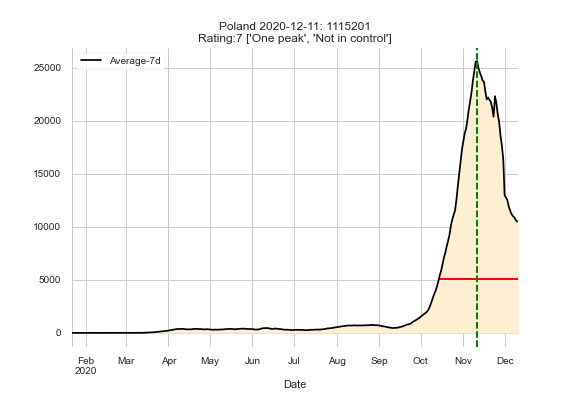 Poland 2020-12-11: 1115201
Rating:7 ['One peak', 'Not in control']
Average-7d
25000
20000
15000
10000
5000
0
Feb Mar Apr May Jun Jul Aug Sep Oct Nov Dec
2020
Date